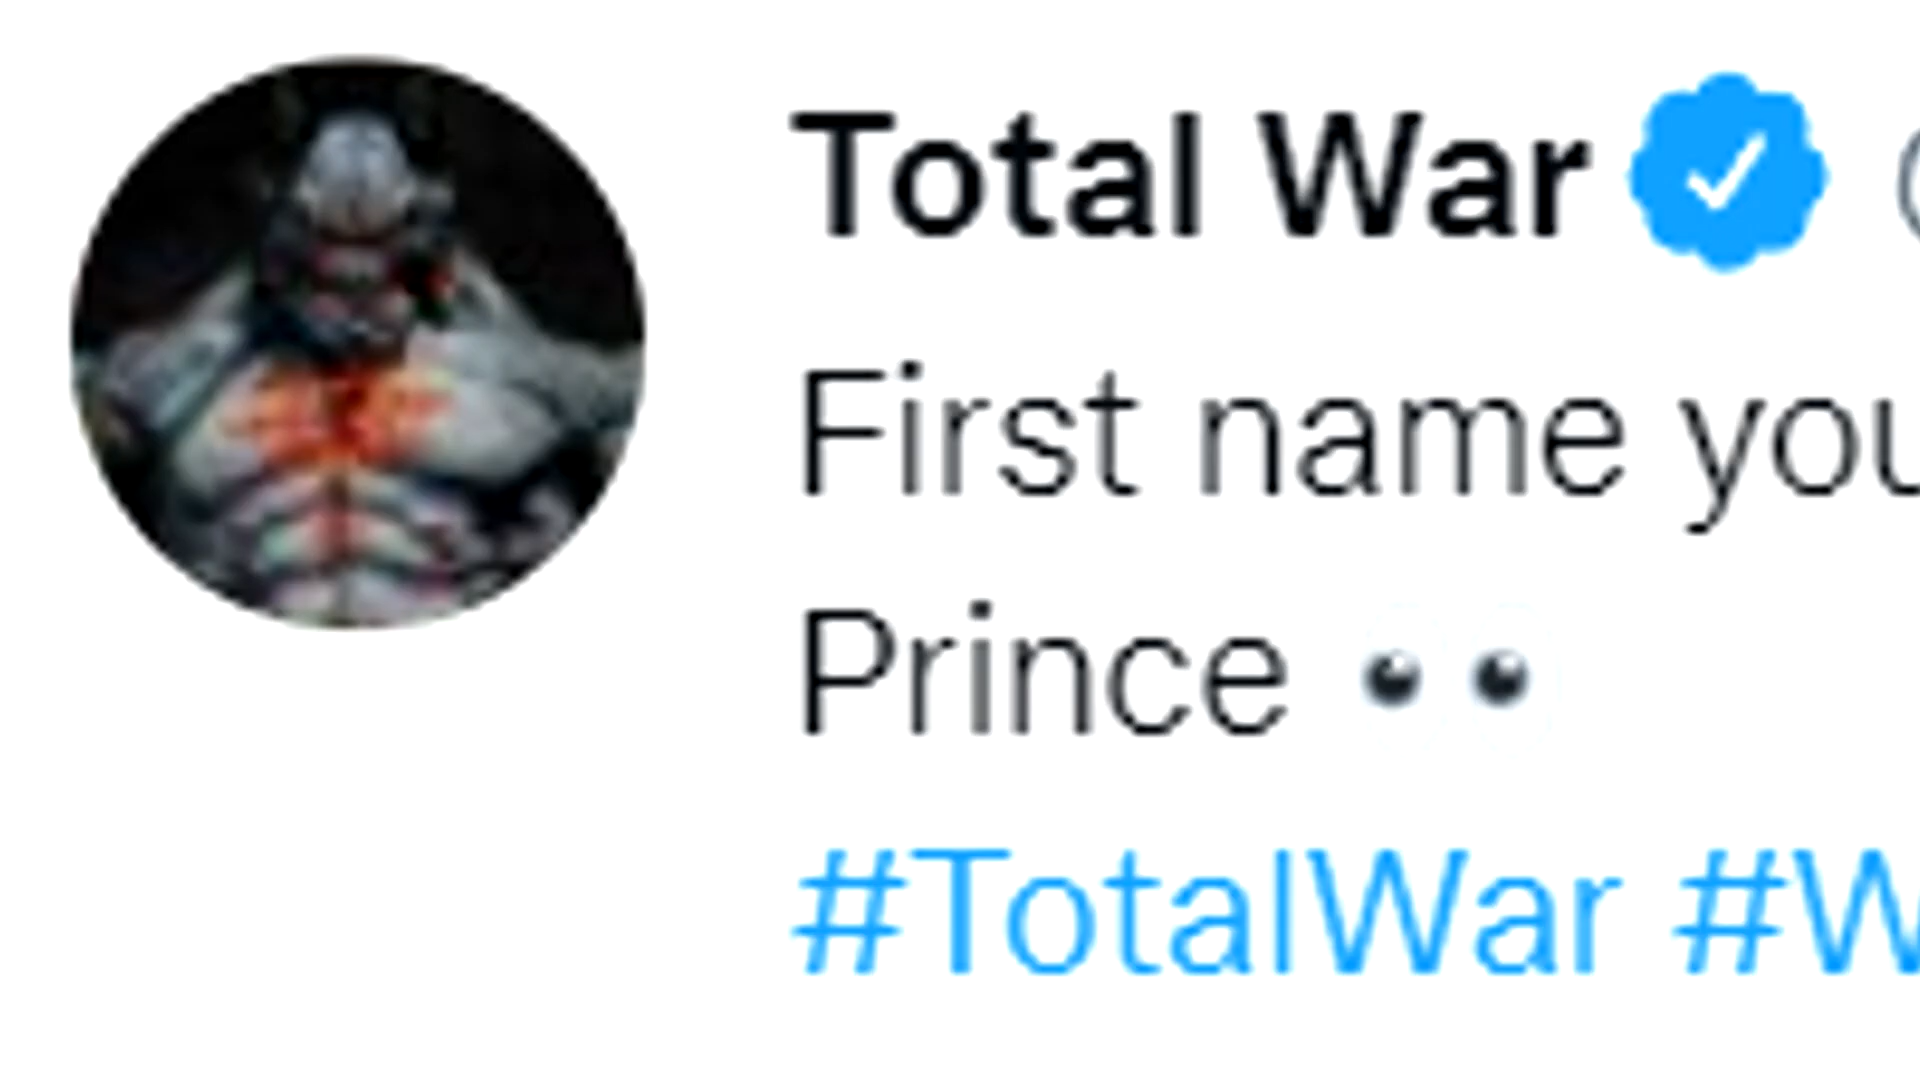 Total War
First name you
Prince 👀
#TotalWar #W